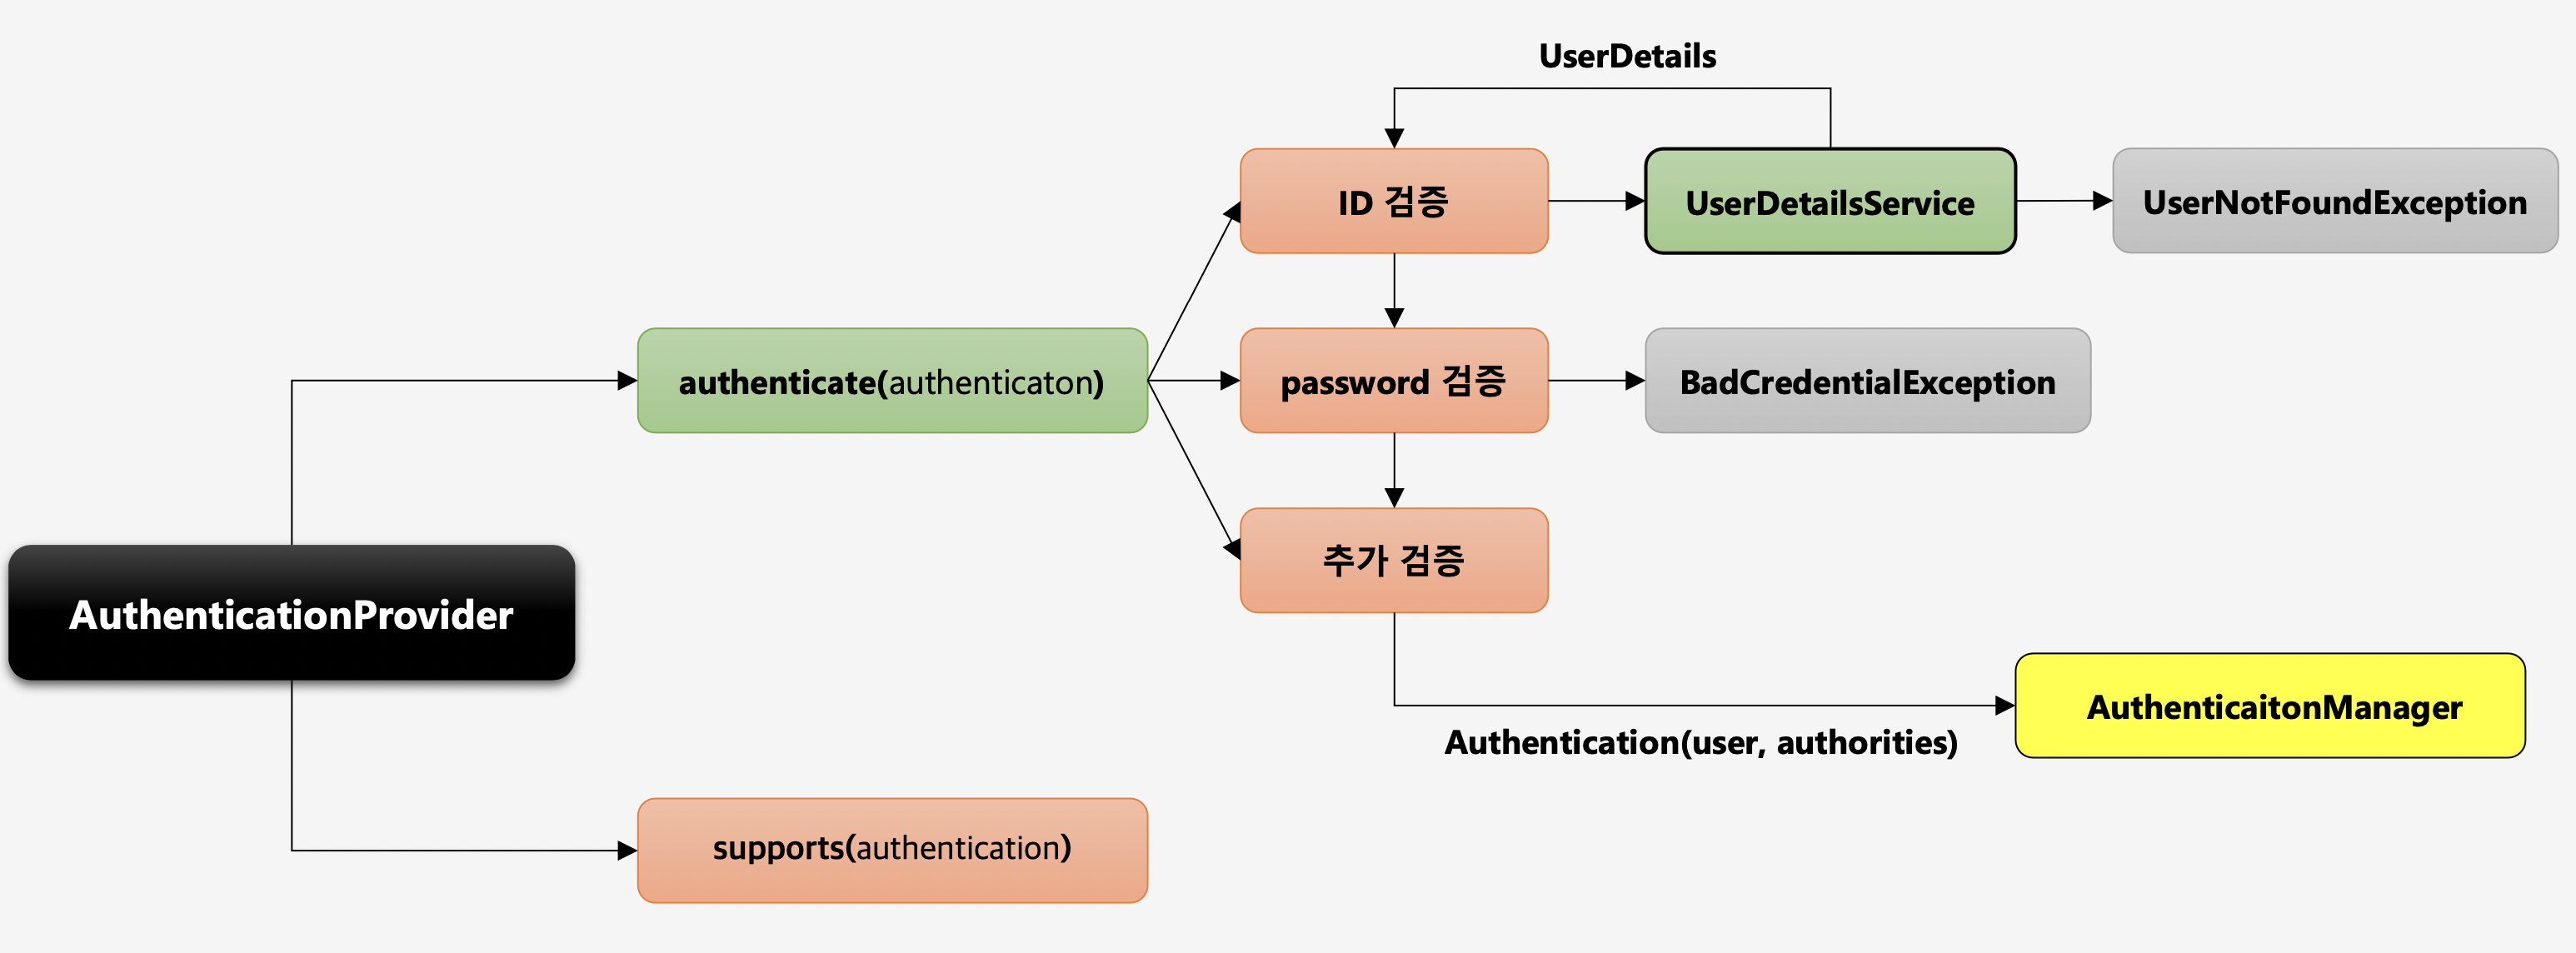 UserDetails
ID 검증
UserDetailsService
UserNotFoundException
authenticate(authenticaton)
password 검증
BadCredentialException
추가 검증
AuthenticationProvider
AuthenticaitonManager
Authentication(user, authorities)
supports(authentication)